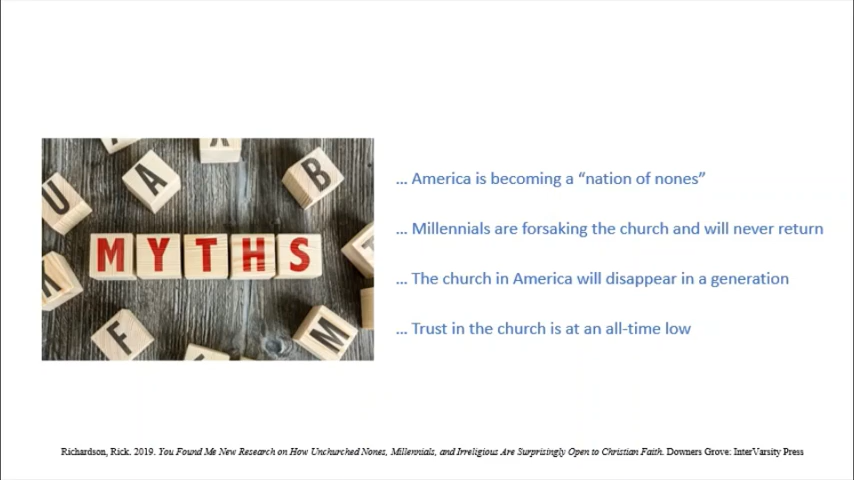 U A X B
MYTHS
F M
... America is becoming a “nation of nones”
... Millennials are forsaking the church and will never return
... The church in America will disappear in a generation
... Trust in the church is at an all-time low
Richardson, Rick. 2019. You Found Me New Research on How Unchurched Nones, Millennials, and Irreligious Are Surprisingly Open to Christian Faith. Downers Grove: InterVarsity Press